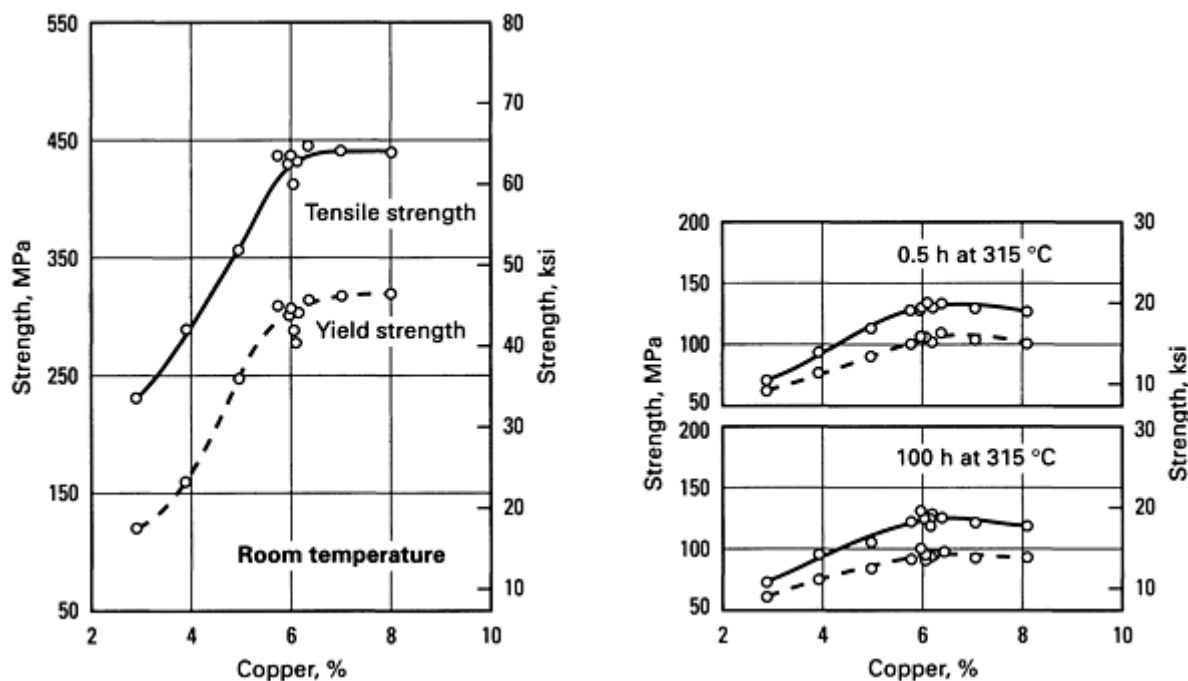 550
450
350
250
150
50
Strength, MPa
80
70
60
50
40
30
20
10
Strength, ksi
Tensile strength
Yield strength
Room temperature
2 4 6 8 10
Copper, %
200
150
100
50
0.5 h at 315 °C
30
20
10
200
150
100
50
100 h at 315 °C
30
20
10
Strength, MPa
Strength, ksi
2 4 6 8 10
Copper, %